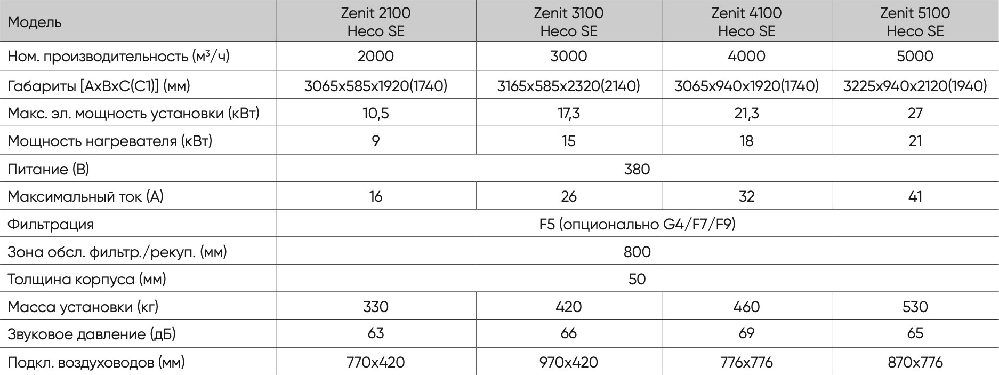 Модель Zenit 2100 Zenit 3100 Zenit 4100 Zenit 5100
Heco SE Heco SE Heco SE Heco SE
Ном. производительность (м³/ч) 2000 3000 4000 5000
Габариты [AxBxC(C1)] (мм) 3065x585x1920(1740) 3165x585x2320(2140) 3065x940x1920(1740) 3225x940x2120(1940)
Макс. эл. мощность установки (кВт) 10,5 17,3 21,3 27
Мощность нагревателя (кВт) 9 15 18 21
Питание (В) 380
Максимальный ток (А) 16 26 32 41
Фильтрация F5 (опционально G4/F7/F9)
Зона обсл. фильтр./рекуп. (мм) 800
Толщина корпуса (мм) 50
Масса установки (кг) 330 420 460 530
Звуковое давление (дБ) 63 66 69 65
Подкл. воздуховодов (мм) 770x420 970x420 776x776 870x776